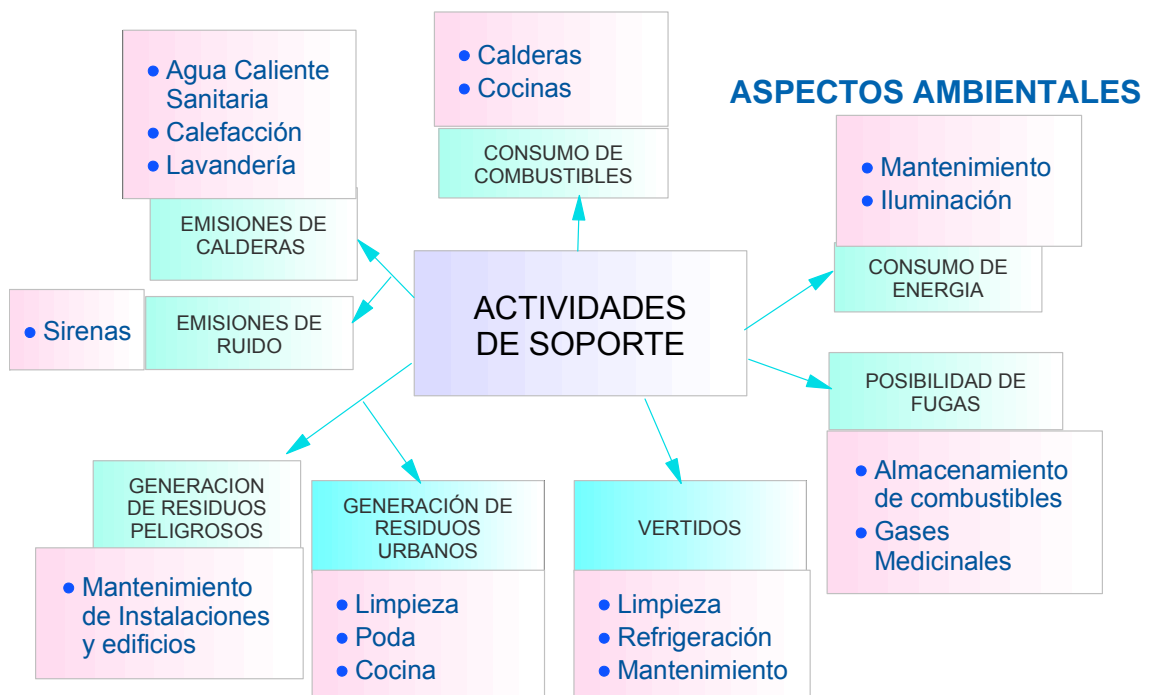 ASPECTOS AMBIENTALES
• Agua Caliente
Sanitaria
• Calefacción
• Lavandería
EMISIONES DE
CALDERAS
• Calderas
• Cocinas
CONSUMO DE
COMBUSTIBLES
• Mantenimiento
• Iluminación
CONSUMO DE
ENERGIA
• Sirenas
EMISIONES DE
RUIDO
ACTIVIDADES
DE SOPORTE
POSIBILIDAD DE
FUGAS
• Almacenamiento
de combustibles
• Gases
Medicinales
GENERACION
DE RESIDUOS
PELIGROSOS
• Mantenimiento
de Instalaciones
y edificios
GENERACIÓN DE
RESIDUOS
URBANOS
• Limpieza
• Poda
• Cocina
VERTIDOS
• Limpieza
• Refrigeración
• Mantenimiento